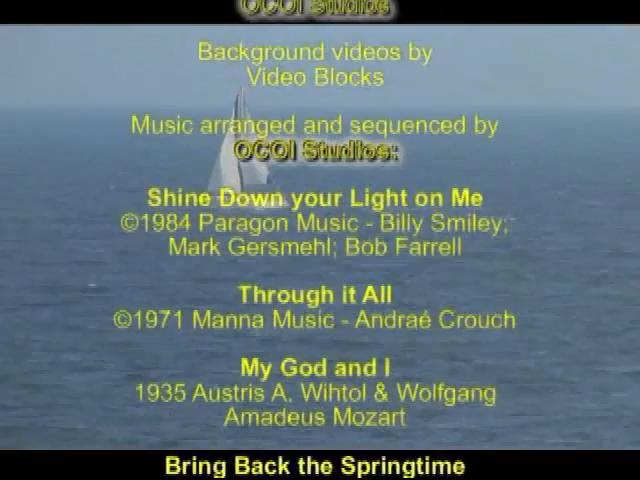 OCOI Studios
Background videos by
Video Blocks
Music arranged and sequenced by
OCOI Studios:
Shine Down your Light on Me
©1984 Paragon Music - Billy Smiley;
Mark Gersmehl; Bob Farrell
Through it All
©1971 Manna Music - Andraé Crouch
My God and I
1935 Austris A. Wihtol & Wolfgang
Amadeus Mozart
Bring Back the Springtime